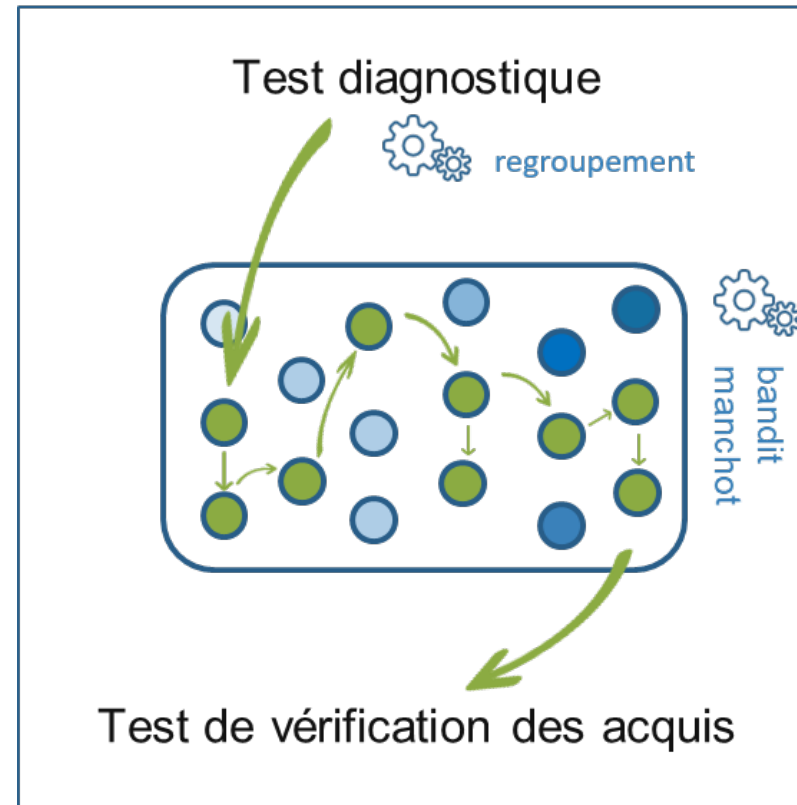 Test diagnostique
regroupement
bandit
manchot
Test de vérification des acquis